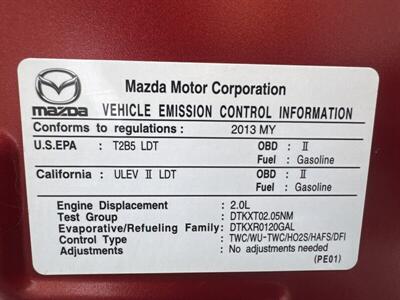 Mazda Motor Corporation
mazda VEHICLE EMISSION CONTROL INFORMATION
Conforms to regulations : 2013 MY
U.S.EPA : T2B5 LDT OBD : II
Fuel : Gasoline
California : ULEV II LDT OBD : II
Fuel : Gasoline
Engine Displacement : 2.0L
Test Group : DTKXT02.05NM
Evaporative/Refueling Family: DTKXR0120GAL
Control Type : TWC/WU-TWC/HO2S/HAFS/DFI
Adjustments : No adjustments needed
(PE01)